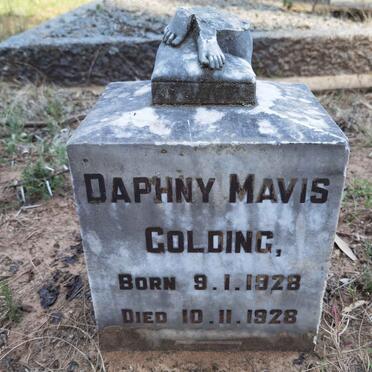 DAPHNY MAVIS
GOLDING,
BORN 9.1.1928
DIED 10.11.1928